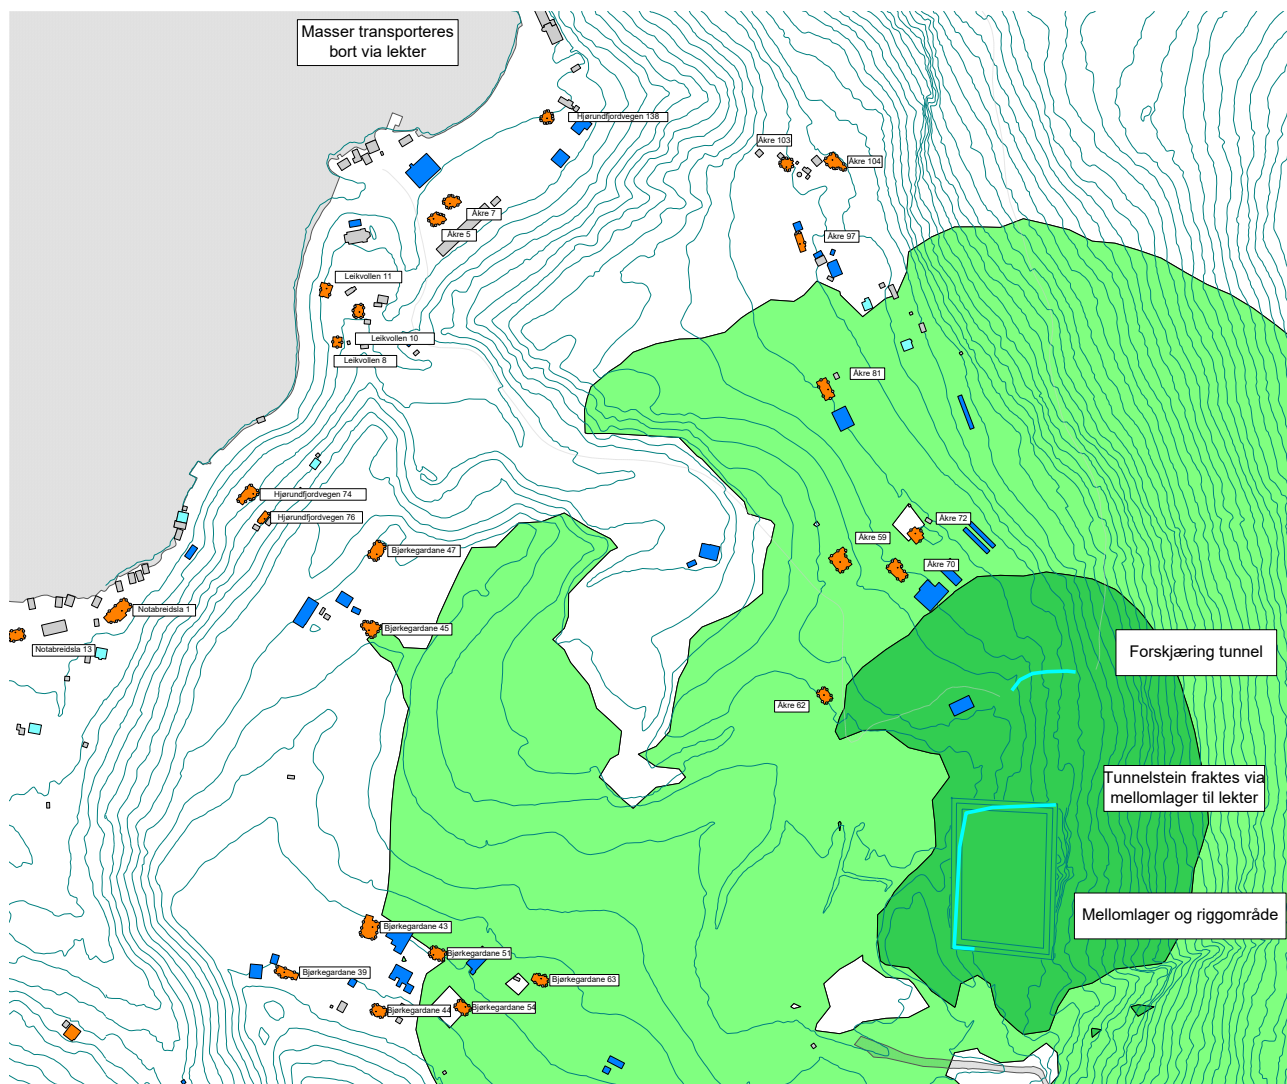 Masser transporteres
bort via lekter
Hjørundfjordvegen 138
Åkre 103
Åkre 104
Åkre 7
Åkre 5
Åkre 97
Leikvollen 11
Leikvollen 10
Leikvollen 8
Åkre 81
Hjørundfjordvegen 74
Hjørundfjordvegen 76
Åkre 72
Åkre 59
Bjørkegardane 47
Åkre 70
Notabreidsla 1
Bjørkegardane 45
Notabreidsla 13
Forskjæring tunnel
Åkre 62
Tunnelstein fraktes via
mellomlager til lekter
Mellomlager og riggområde
Bjørkegardane 43
Bjørkegardane 51
Bjørkegardane 39
Bjørkegardane 63
Bjørkegardane 44
Bjørkegardane 54